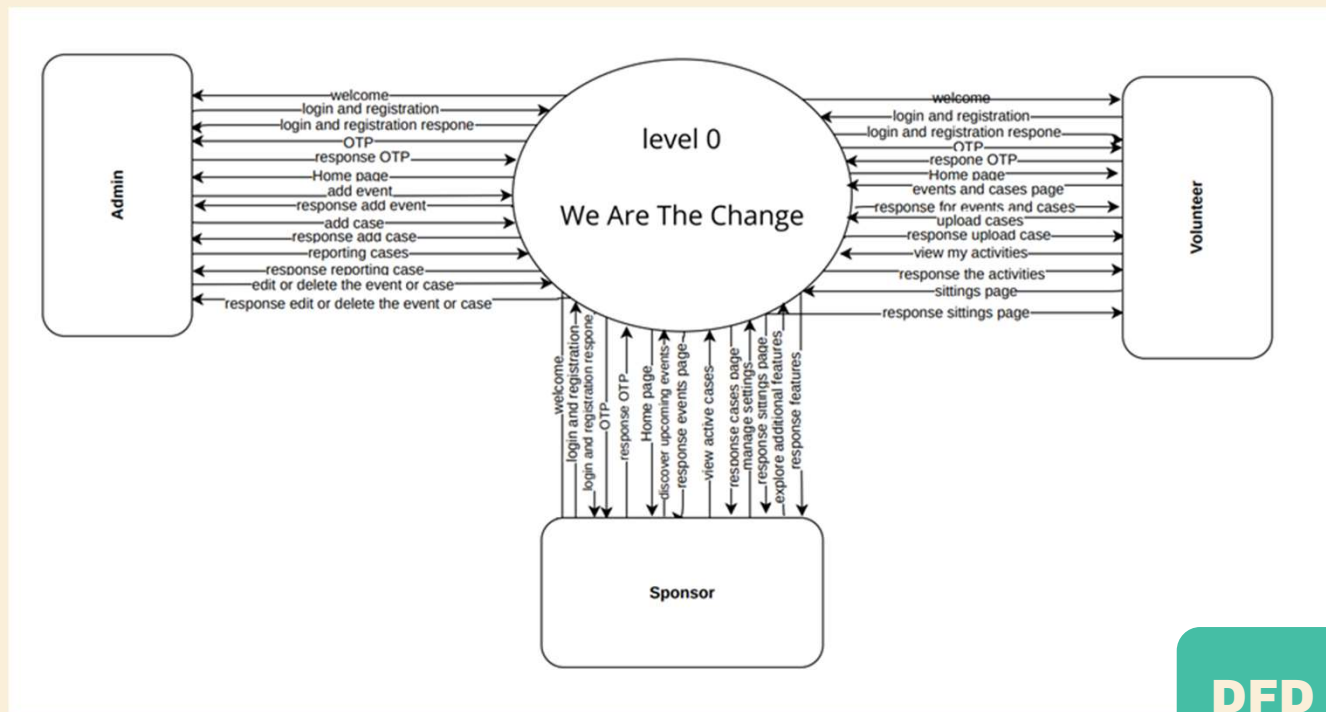 Admin
welcome
login and registration
login and registration respone
OTP
response OTP
Home page
add event
response add event
add case
response add case
reporting cases
response reporting case
edit or delete the event or case
response edit or delete the event or case
level 0
We Are The Change
welcome
login and registration
login and registration respone
OTP
respone OTP
Home page
events and cases page
response for events and cases
upload cases
response upload case
view my activities
response the activities
sittings page
response sittings page
Volunteer
welcome
login and registration
login and registration respone
OTP
response OTP
Home page
discover upcoming events
response events page
view active cases
response cases page
manage settings
response sittings page
explore additional features
response features
Sponsor
DFD